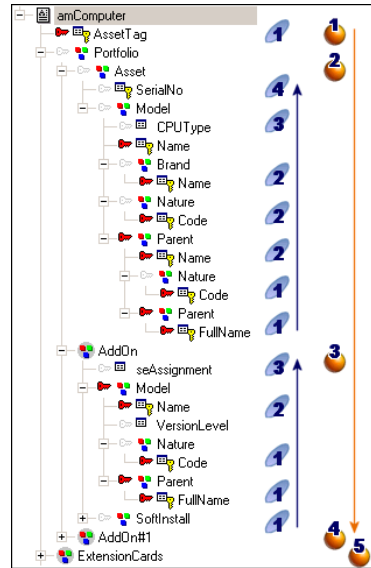 amComputer
AssetTag 1 1
Portfolio
Asset 2
SerialNo 4
Model
CPUType 3
Name
Brand
Name 2
Nature
Code 2
Parent
Name 2
Nature
Code 1
Parent
FullName 1
AddOn 3
seAssignment 3
Model
Name 2
VersionLevel
Nature
Code 1
Parent
FullName 1
SoftInstall 1
AddOn#1 4
ExtensionCards 5